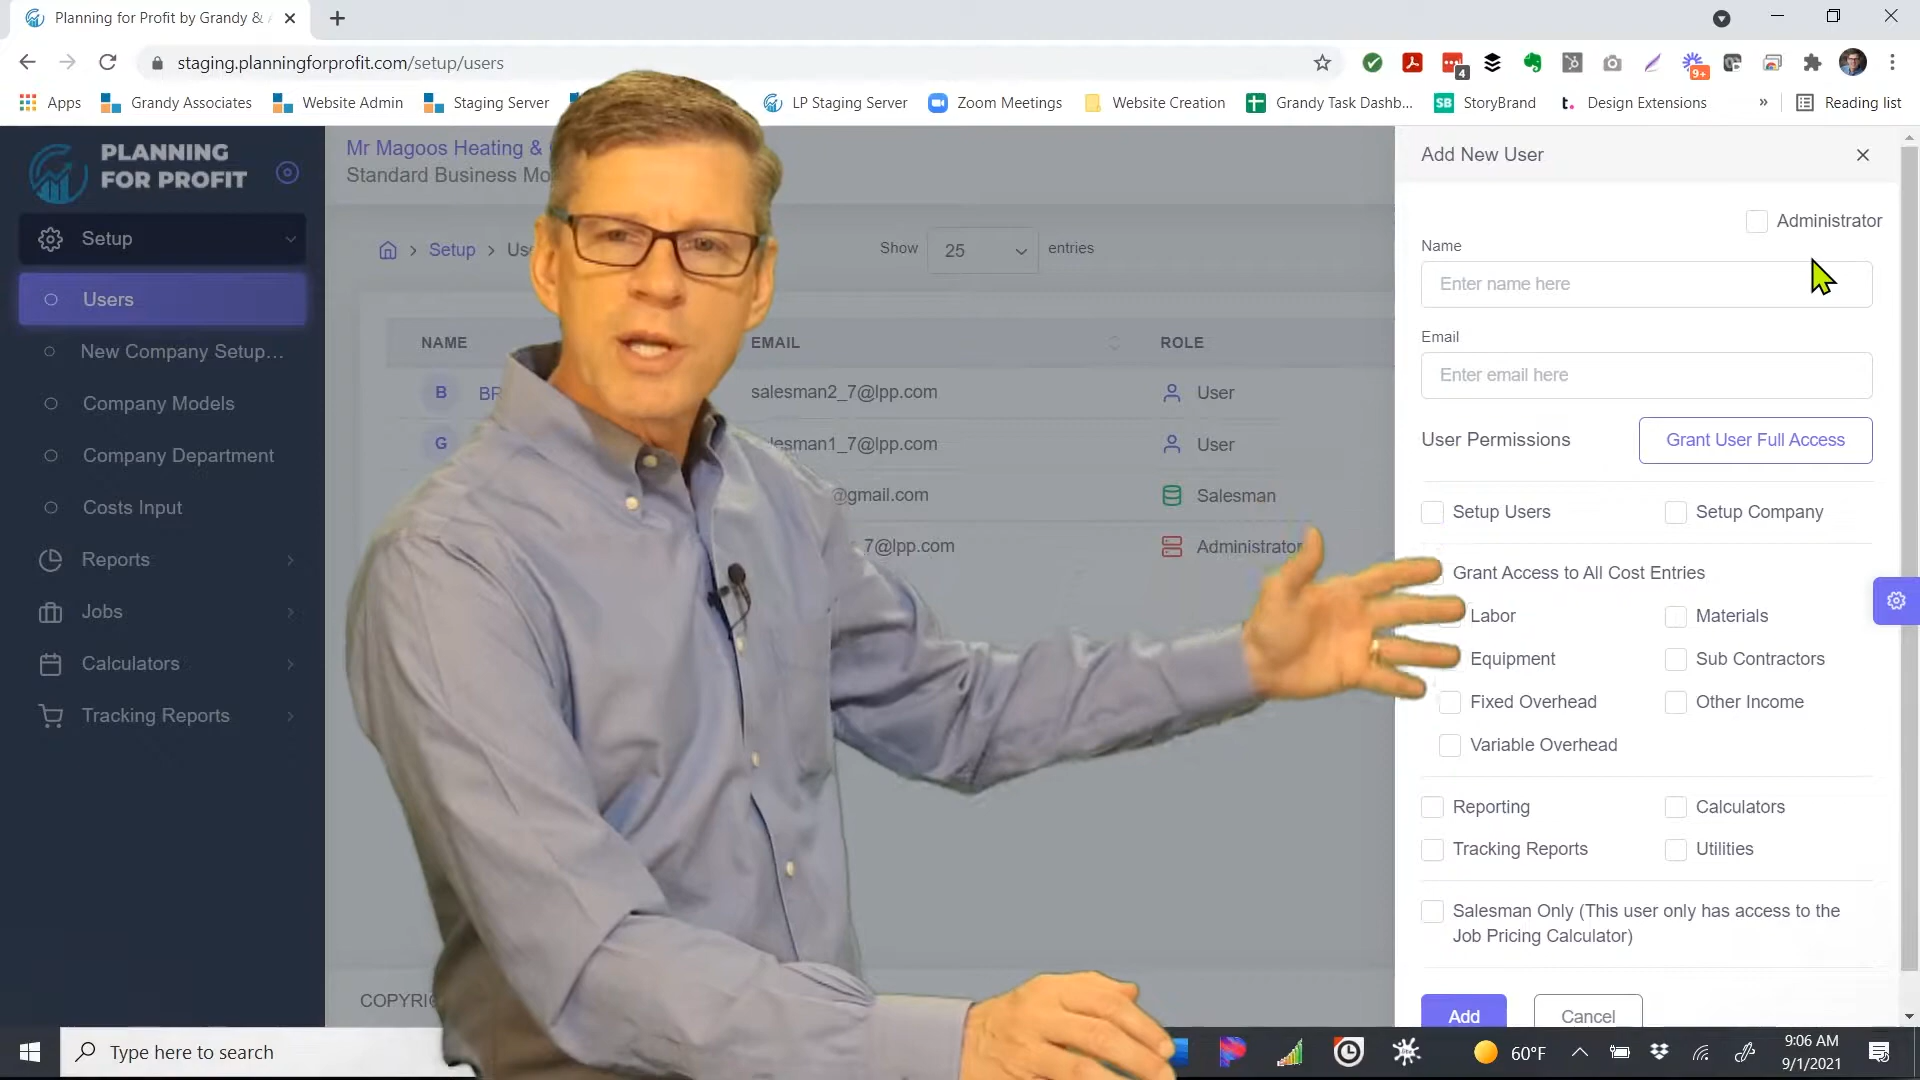 Planning for Profit by Grandy &
staging.planningforprofit.com/setup/users
4
9+
Apps
Grandy Associates
Website Admin
Staging Server
LP Staging Server
Zoom Meetings
Website Creation
Grandy Task Dashb...
SB
StoryBrand
t.
Design Extensions
»
Reading list
PLANNING
FOR PROFIT
Setup
Users
New Company Setup...
Company Models
Company Department
Costs Input
Reports
Jobs
Calculators
Tracking Reports
Mr Magoos Heating &
Standard Business Mo
Setup
Show 25 entries
NAME
EMAIL
ROLE
B
salesman2_7@lpp.com
User
G
lesman1_7@lpp.com
User
@gmail.com
Salesman
7@lpp.com
Administrator
Add New User
Administrator
Name
Enter name here
Email
Enter email here
User Permissions
Grant User Full Access
Setup Users
Setup Company
Grant Access to All Cost Entries
Labor
Materials
Equipment
Sub Contractors
Fixed Overhead
Other Income
Variable Overhead
Reporting
Calculators
Tracking Reports
Utilities
Salesman Only (This user only has access to the
Job Pricing Calculator)
Add
Cancel
Type here to search
60°F
9:06 AM
9/1/2021